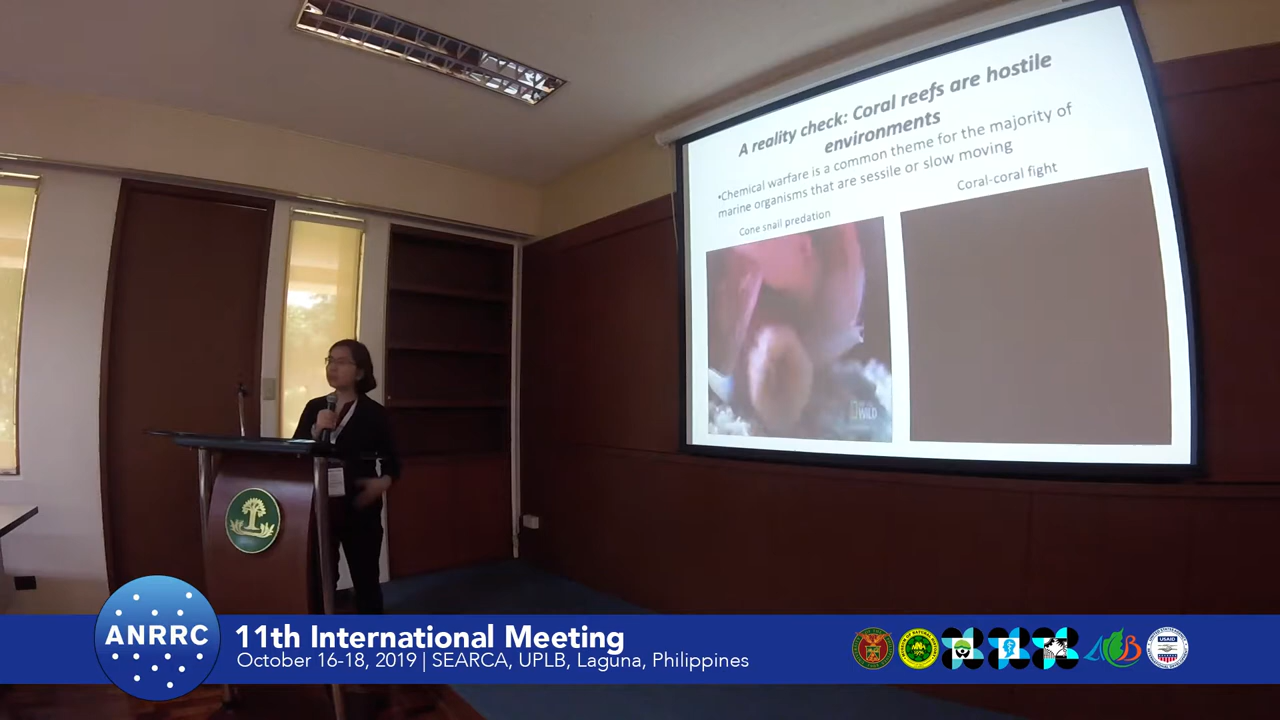 A reality check: Coral reefs are hostile
environments
•Chemical warfare is a common theme for the majority of
marine organisms that are sessile or slow moving
Cone snail predation
Coral-coral fight
WILD
ANRRC
11th International Meeting
October 16-18, 2019 | SEARCA, UPLB, Laguna, Philippines
USAID